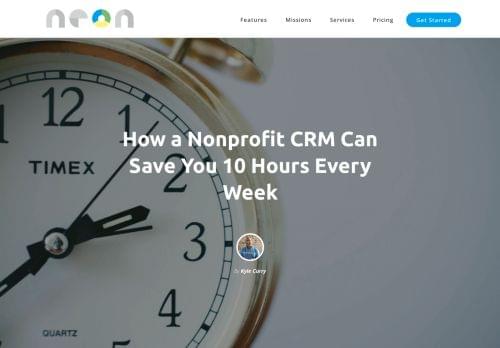 neon
Features
Missions
Services
Pricing
Get Started
12
1
2
3
4
5
TIMEX
How a Nonprofit CRM Can
Save You 10 Hours Every
Week
by Kyle Curry
QUARTZ